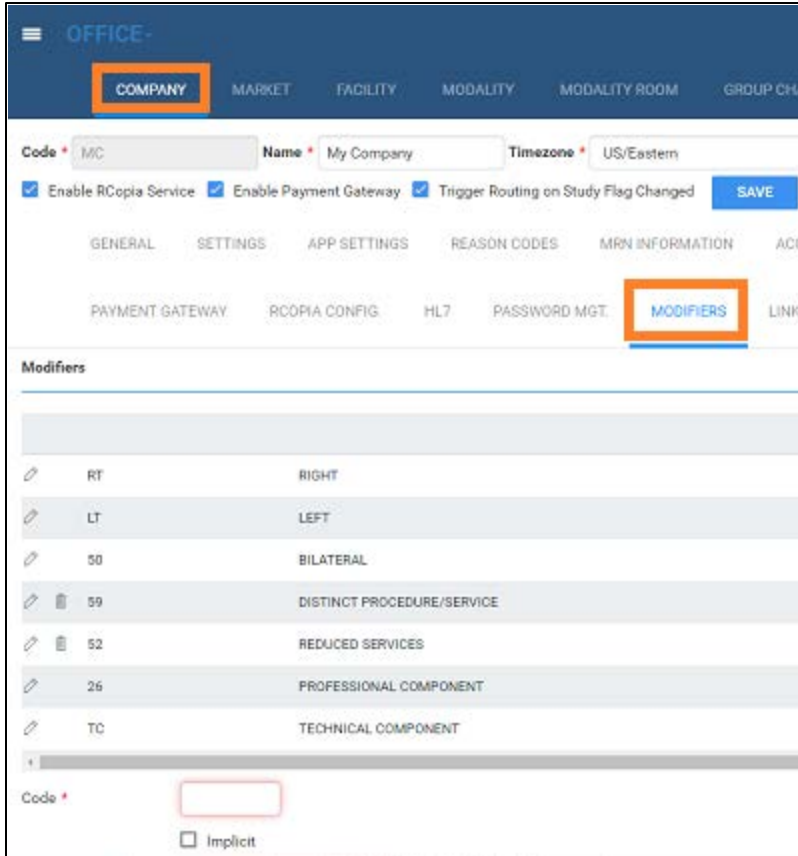 OFFICE-
COMPANY MARKET FACILITY MODALITY MODALITY ROOM GROUP
Code * MC Name * My Company Timezone * US/Eastern
Enable RCopia Service Enable Payment Gateway Trigger Routing on Study Flag Changed SAVE
GENERAL SETTINGS APP SETTINGS REASON CODES MRN INFORMATION
PAYMENT GATEWAY RCOPIA CONFIG HL7 PASSWORD MGT. MODIFIERS
Modifiers
RT RIGHT
LT LEFT
50 BILATERAL
59 DISTINCT PROCEDURE/SERVICE
52 REDUCED SERVICES
26 PROFESSIONAL COMPONENT
TC TECHNICAL COMPONENT
Code *
Implicit